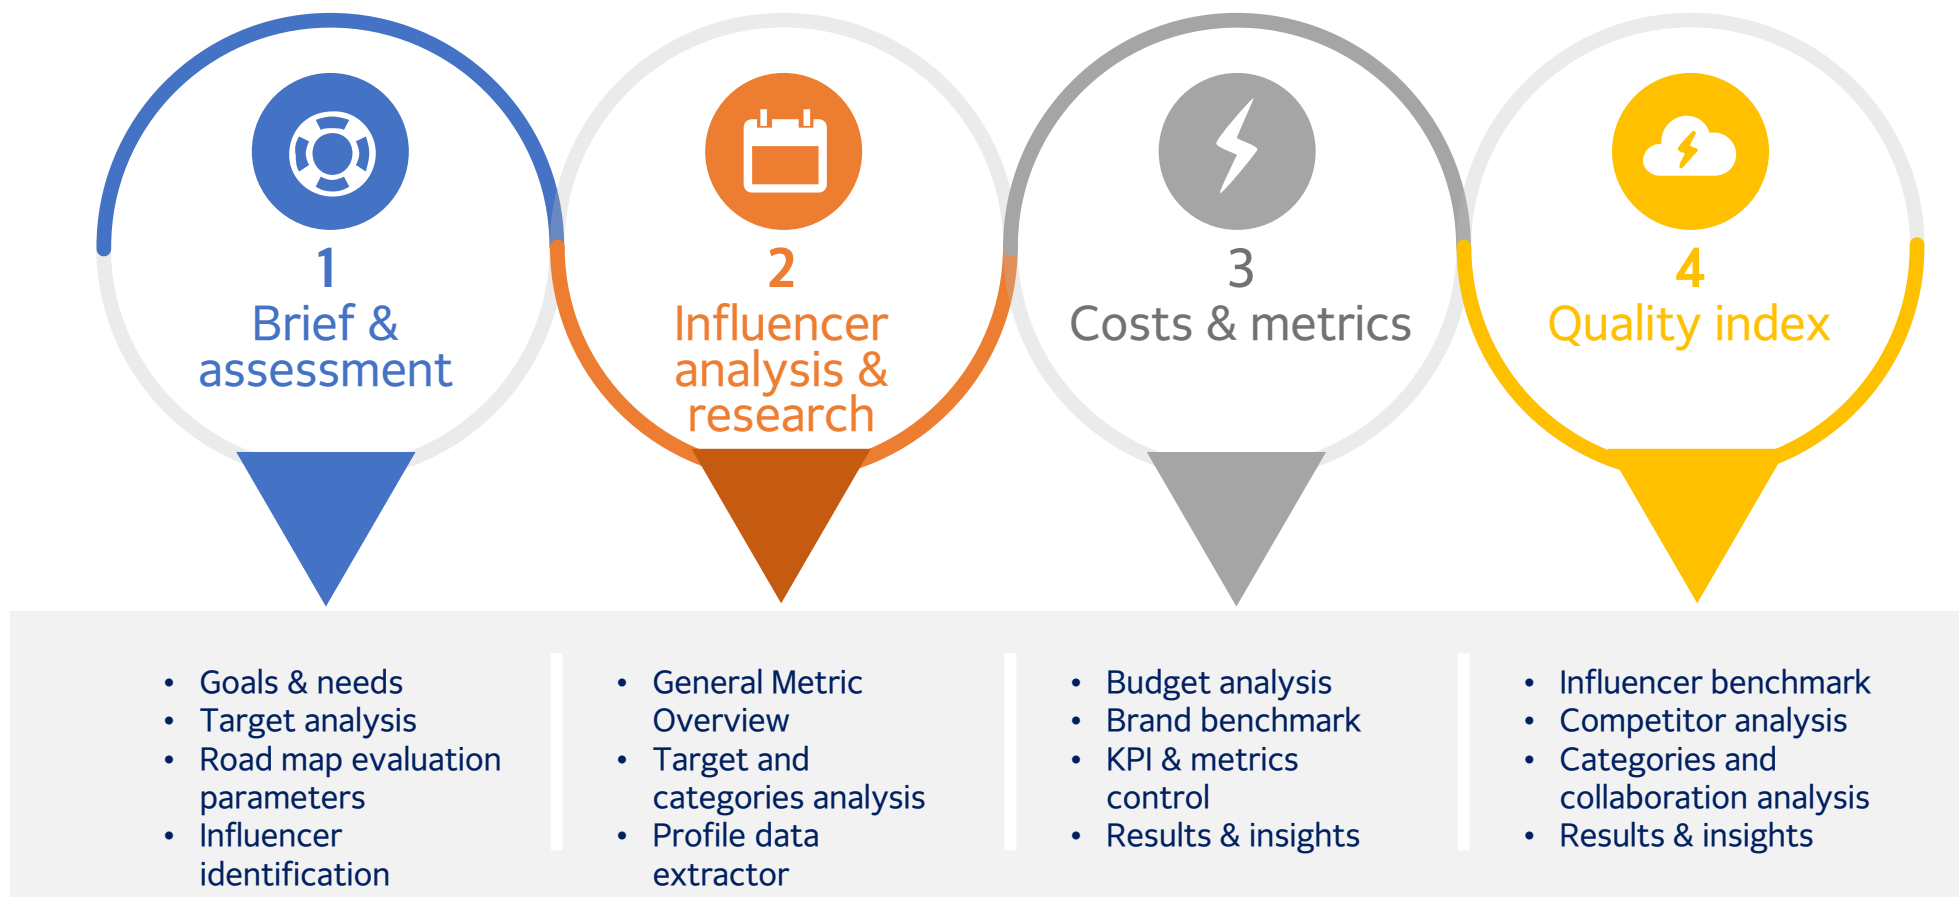 1
Brief &
assessment
2
Influencer
analysis &
research
3
Costs & metrics
4
Quality index
• Goals & needs
• Target analysis
• Road map evaluation
parameters
• Influencer
identification
• General Metric
Overview
• Target and
categories analysis
• Profile data
extractor
• Budget analysis
• Brand benchmark
• KPI & metrics
control
• Results & insights
• Influencer benchmark
• Competitor analysis
• Categories and
collaboration analysis
• Results & insights